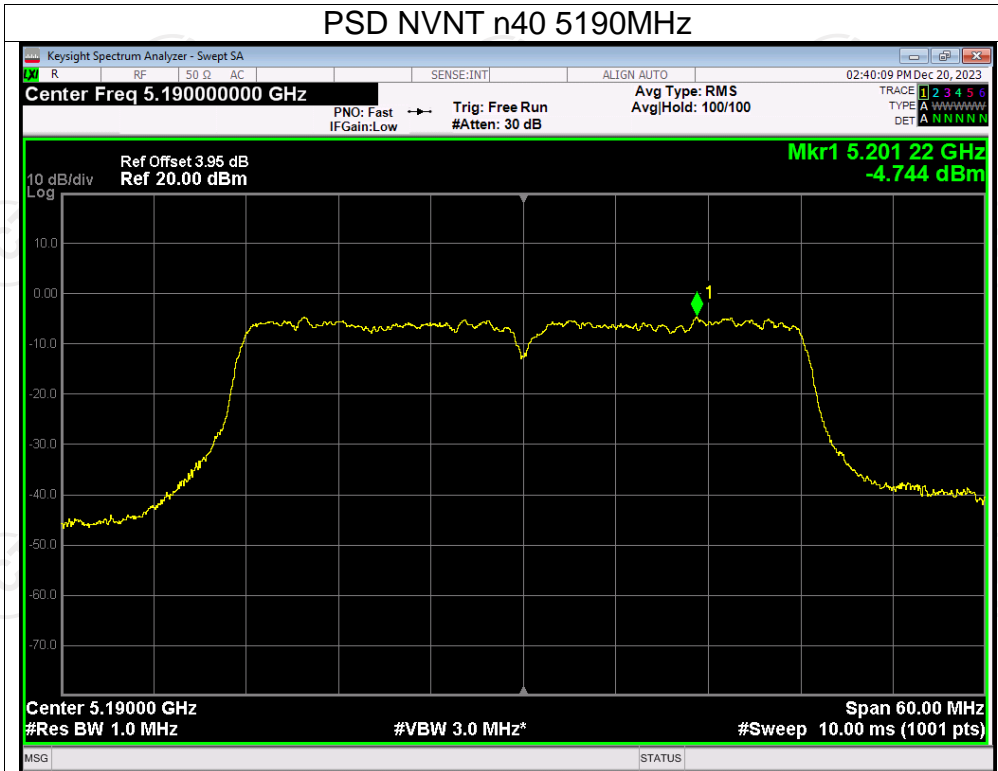 PSD NVNT n40 5190MHz
Keysight Spectrum Analyzer - Swept SA
LXI R RF 50 Ω AC SENSE:INT ALIGN AUTO 02:40:09 PM Dec 20, 2023
Center Freq 5.190000000 GHz
PNO: Fast
IFGain:Low
Trig: Free Run
#Atten: 30 dB
Avg Type: RMS
Avg|Hold: 100/100
TRACE 1 2 3 4 5 6
TYPE A WWWWW
DET A N N N N N
Mkr1 5.201 22 GHz
-4.744 dBm
Ref Offset 3.95 dB
10 dB/div Ref 20.00 dBm
Log
10.0
0.00
-10.0
-20.0
-30.0
-40.0
-50.0
-60.0
-70.0
1
Center 5.19000 GHz Span 60.00 MHz
#Res BW 1.0 MHz #VBW 3.0 MHz* #Sweep 10.00 ms (1001 pts)
MSG STATUS